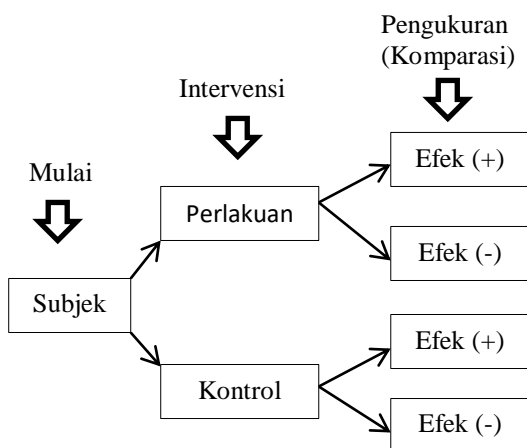 Pengukuran
(Komparasi)
Intervensi
Mulai
Efek (+)
Perlakuan
Efek (-)
Subjek
Efek (+)
Kontrol
Efek (-)